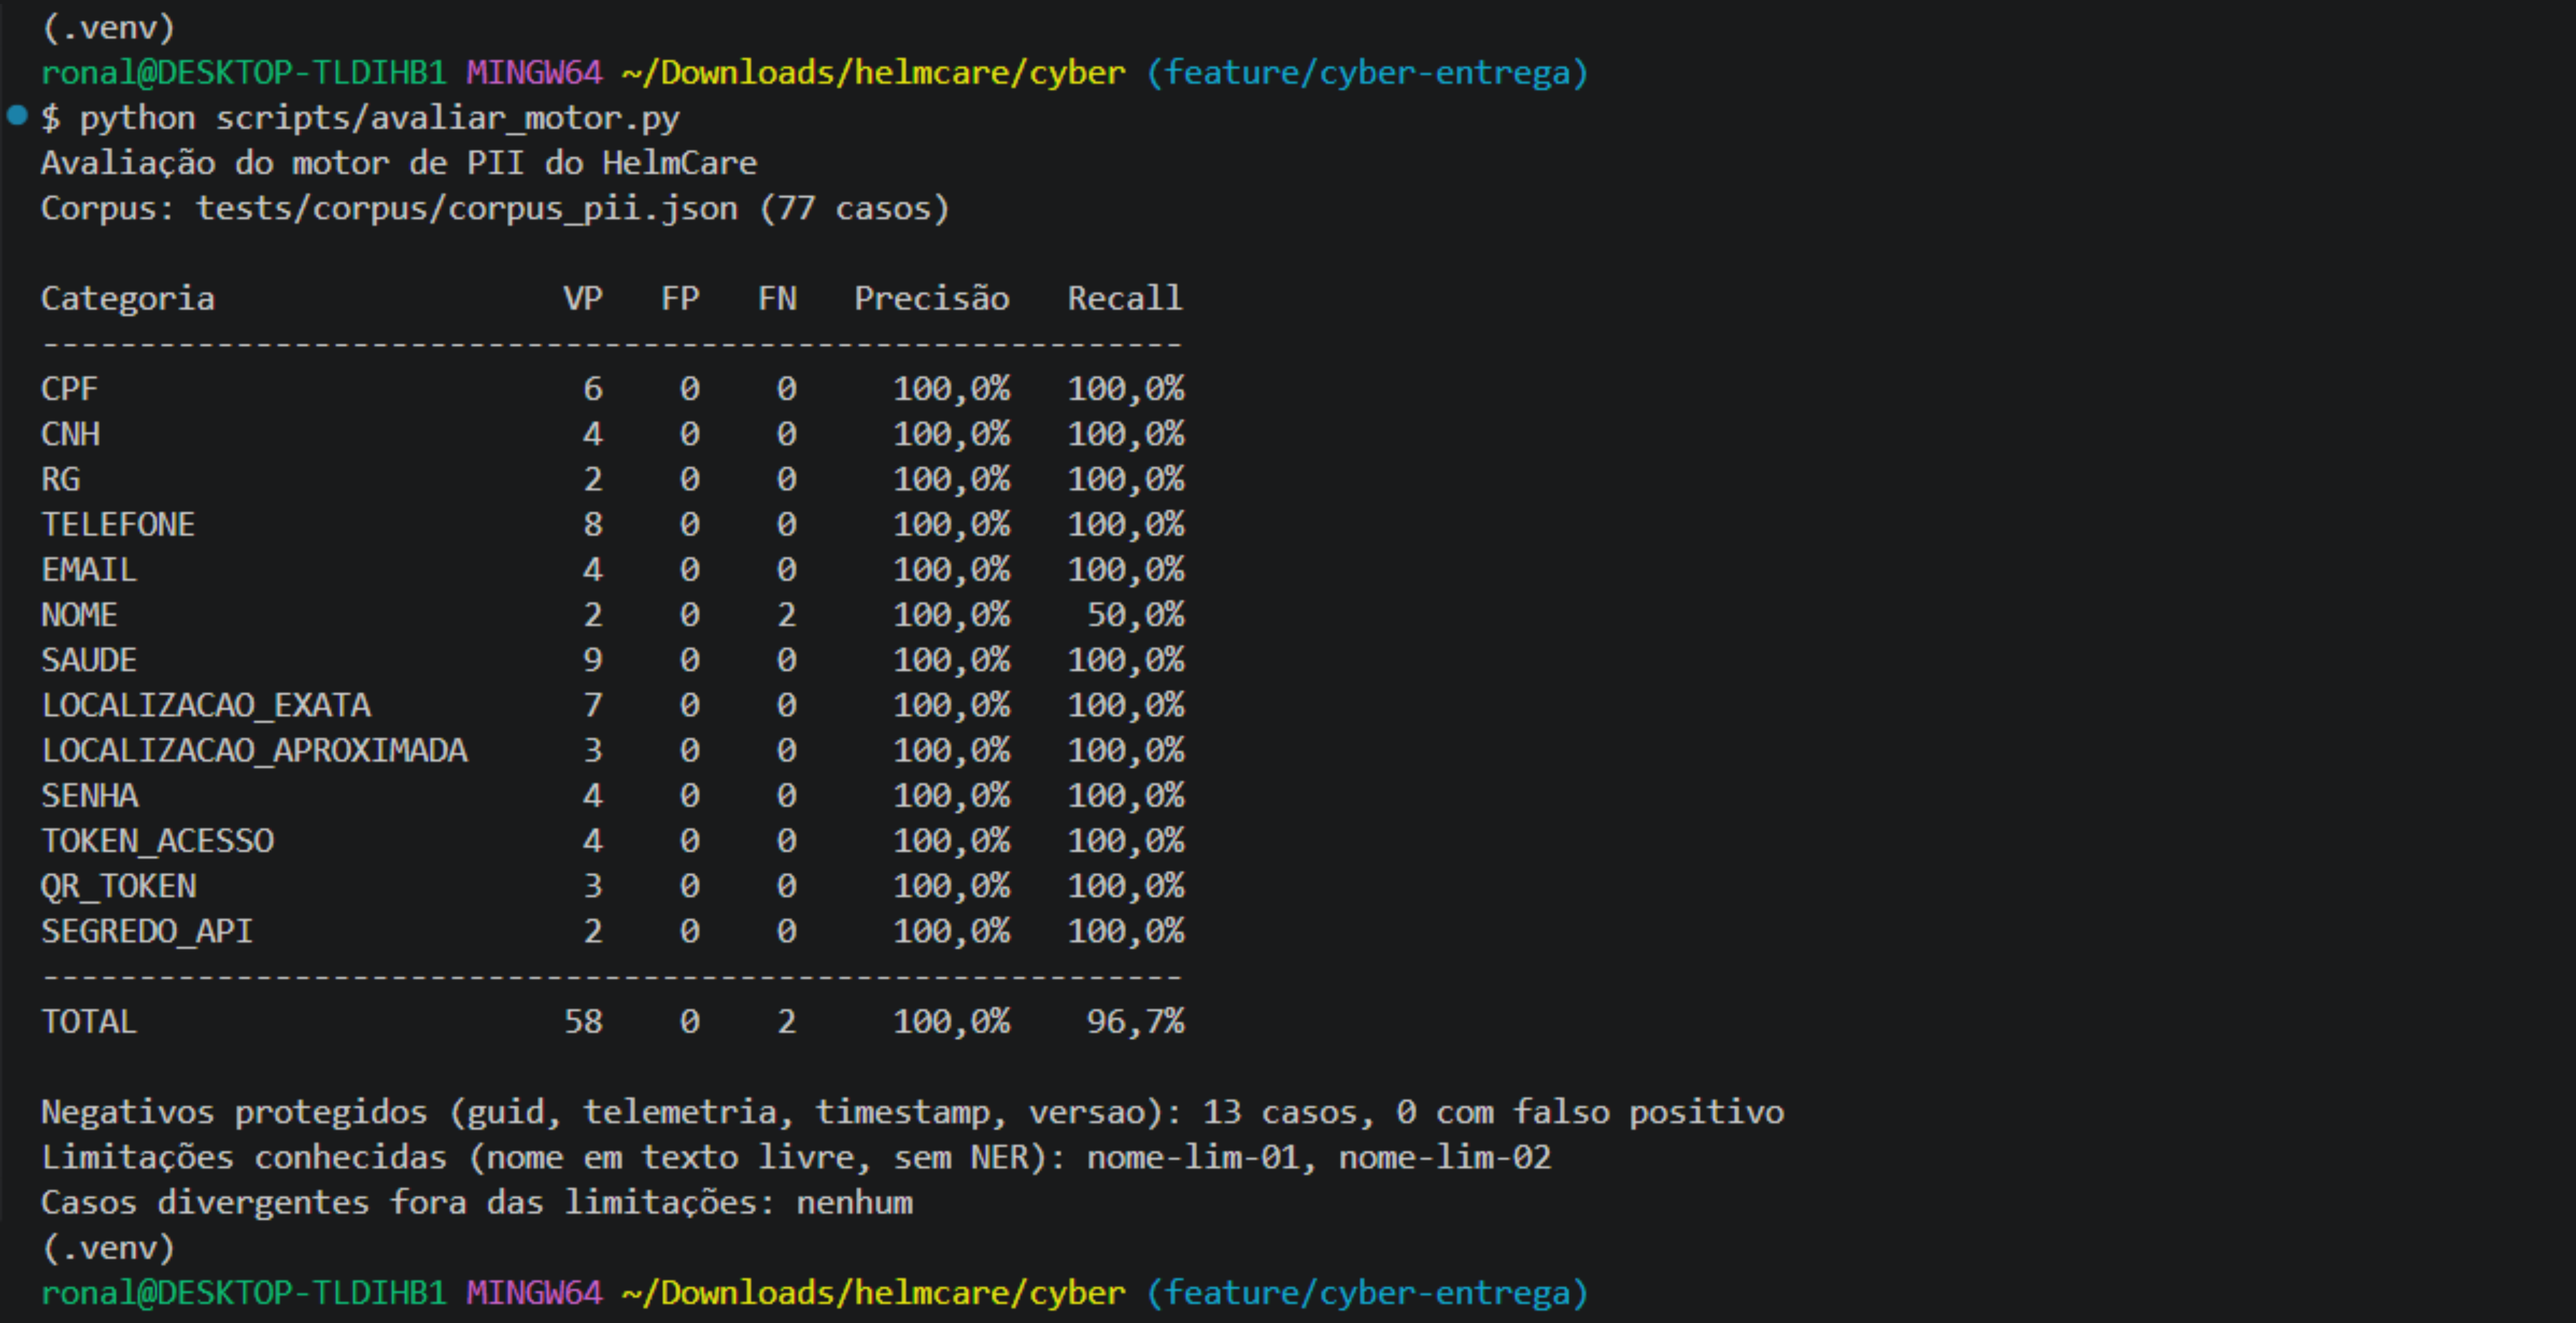 (.venv)
ronal@DESKTOP-TLDIHB1 MINGW64 ~/Downloads/helmcare/cyber (feature/cyber-entrega)
$ python scripts/avaliar_motor.py
Avaliação do motor de PII do HelmCare
Corpus: tests/corpus/corpus_pii.json (77 casos)
Categoria VP FP FN Precisão Recall
-----------------------------------------------------------
CPF 6 0 0 100,0% 100,0%
CNH 4 0 0 100,0% 100,0%
RG 2 0 0 100,0% 100,0%
TELEFONE 8 0 0 100,0% 100,0%
EMAIL 4 0 0 100,0% 100,0%
NOME 2 0 2 100,0% 50,0%
SAUDE 9 0 0 100,0% 100,0%
LOCALIZACAO_EXATA 7 0 0 100,0% 100,0%
LOCALIZACAO_APROXIMADA 3 0 0 100,0% 100,0%
SENHA 4 0 0 100,0% 100,0%
TOKEN_ACESSO 4 0 0 100,0% 100,0%
QR_TOKEN 3 0 0 100,0% 100,0%
SEGREDO_API 2 0 0 100,0% 100,0%
-----------------------------------------------------------
TOTAL 58 0 2 100,0% 96,7%
Negativos protegidos (guid, telemetria, timestamp, versao): 13 casos, 0 com falso positivo
Limitações conhecidas (nome em texto livre, sem NER): nome-lim-01, nome-lim-02
Casos divergentes fora das limitações: nenhum
(.venv)
ronal@DESKTOP-TLDIHB1 MINGW64 ~/Downloads/helmcare/cyber (feature/cyber-entrega)